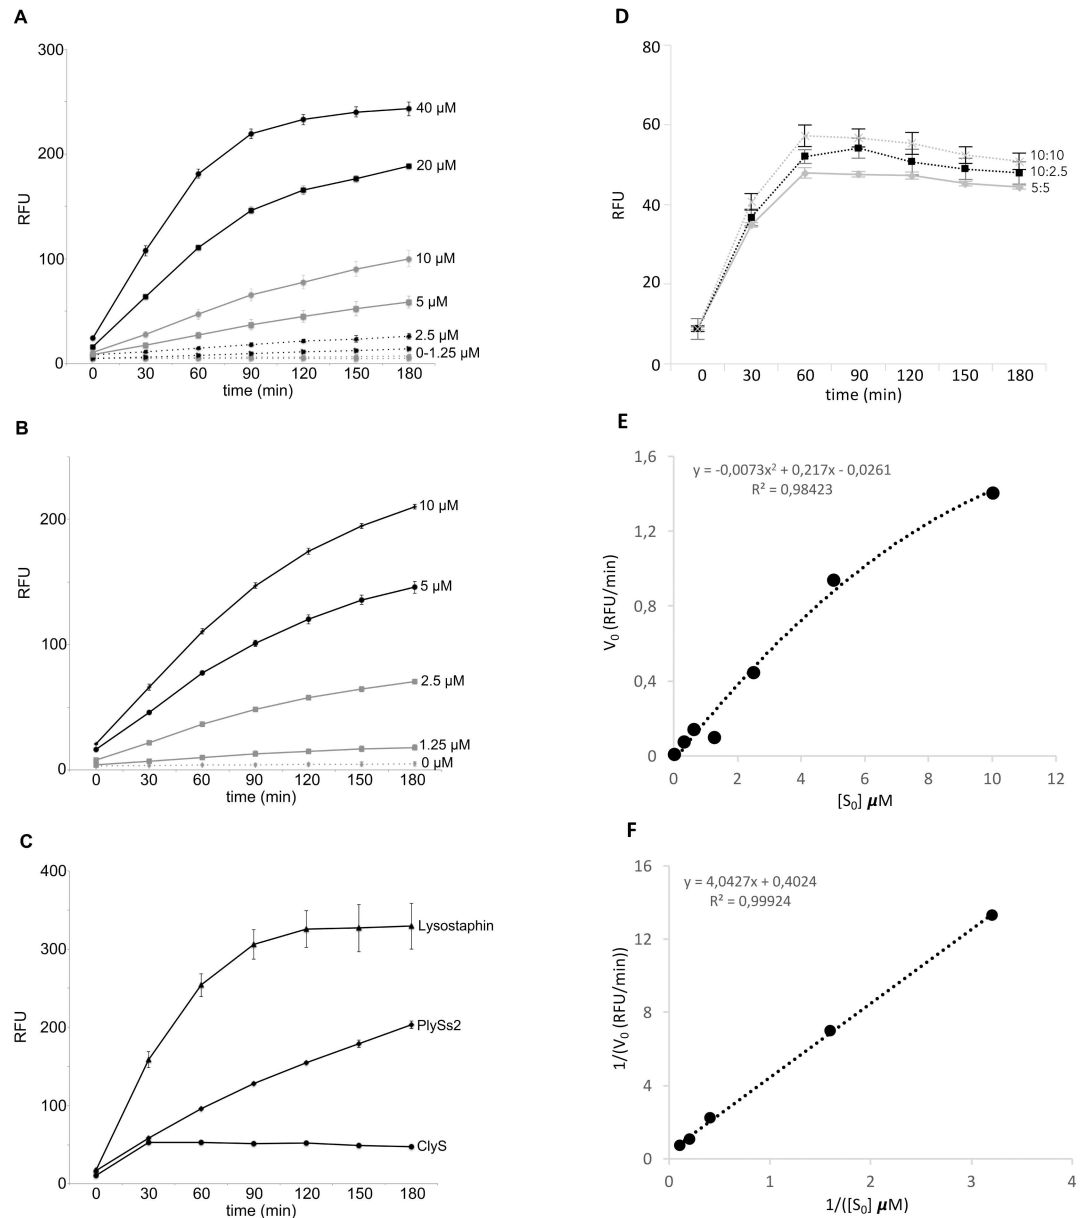 A
300
200
100
0
RFU
40 µM
20 µM
10 µM
5 µM
2.5 µM
0-1.25 µM
0 30 60 90 120 150 180
time (min)
B
200
100
0
RFU
10 µM
5 µM
2.5 µM
1.25 µM
0 µM
0 30 60 90 120 150 180
time (min)
C
400
300
200
100
0
RFU
Lysostaphin
PlySs2
ClyS
0 30 60 90 120 150 180
time (min)
D
80
60
40
20
0
RFU
10:10
10:2.5
5:5
0 30 60 90 120 150 180
time (min)
E
1,6
1,2
0,8
0,4
0
V₀ (RFU/min)
y = -0,0073x² + 0,217x - 0,0261
R² = 0,98423
0 2 4 6 8 10 12
[S₀] µM
F
16
12
8
4
0
1/(V₀ (RFU/min))
y = 4,0427x + 0,4024
R² = 0,99924
0 1 2 3 4
1/([S₀] µM)